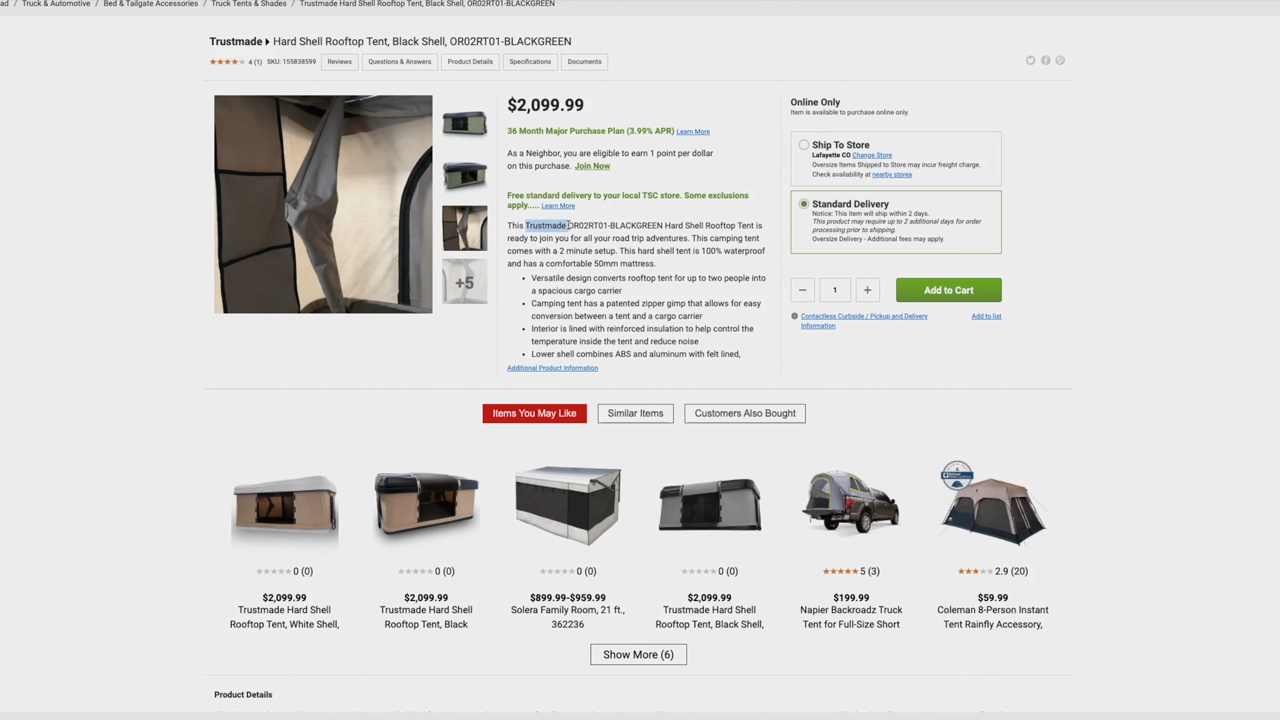 ad / Truck & Automotive / Bed & Tailgate Accessories / Truck Tents & Shades / Trustmade Hard Shell Rooftop Tent, Black Shell, OR02RT01-BLACKGREEN
Trustmade Hard Shell Rooftop Tent, Black Shell, OR02RT01-BLACKGREEN
4 (1) SKU: 155838599 Reviews Questions & Answers Product Details Specifications Documents
+5
$2,099.99
36 Month Major Purchase Plan (3.99% APR) Learn More
As a Neighbor, you are eligible to earn 1 point per dollar
on this purchase. Join Now
Free standard delivery to your local TSC store. Some exclusions
apply..... Learn More
This Trustmade OR02RT01-BLACKGREEN Hard Shell Rooftop Tent is
ready to join you for all your road trip adventures. This camping tent
comes with a 2 minute setup. This hard shell tent is 100% waterproof
and has a comfortable 50mm mattress.
Versatile design converts rooftop tent for up to two people into
a spacious cargo carrier
Camping tent has a patented zipper gimp that allows for easy
conversion between a tent and a cargo carrier
Interior is lined with reinforced insulation to help control the
temperature inside the tent and reduce noise
Lower shell combines ABS and aluminum with felt lined,
Additional Product Information
Online Only
Item is available to purchase online only.
Ship To Store
Lafayette CO Change Store
Oversize Items Shipped to Store may incur freight charge.
Check availability at nearby stores
Standard Delivery
Notice: This item will ship within 2 days.
This product may require up to 2 additional days for order
processing prior to shipping.
Oversize Delivery - Additional fees may apply.
1
Add to Cart
Contactless Curbside / Pickup and Delivery
Information
Add to list
Items You May Like Similar Items Customers Also Bought
0 (0)
$2,099.99
Trustmade Hard Shell
Rooftop Tent, White Shell,
0 (0)
$2,099.99
Trustmade Hard Shell
Rooftop Tent, Black
0 (0)
$899.99-$959.99
Solera Family Room, 21 ft.,
362236
0 (0)
$2,099.99
Trustmade Hard Shell
Rooftop Tent, Black Shell,
5 (3)
$199.99
Napier Backroadz Truck
Tent for Full-Size Short
2.9 (20)
$59.99
Coleman 8-Person Instant
Tent Rainfly Accessory,
Show More (6)
Product Details